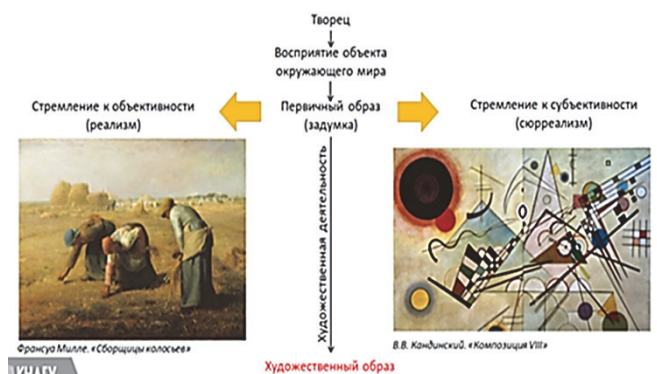 Творец
Восприятие объекта
окружающего мира
Стремление к объективности
(реализм)
Первичный образ
(задумка)
Стремление к субъективности
(сюрреализм)
Художественная деятельность
Франсуа Милле. «Сборщицы колосьев»
В.В. Кандинский. «Композиция VIII»
Художественный образ